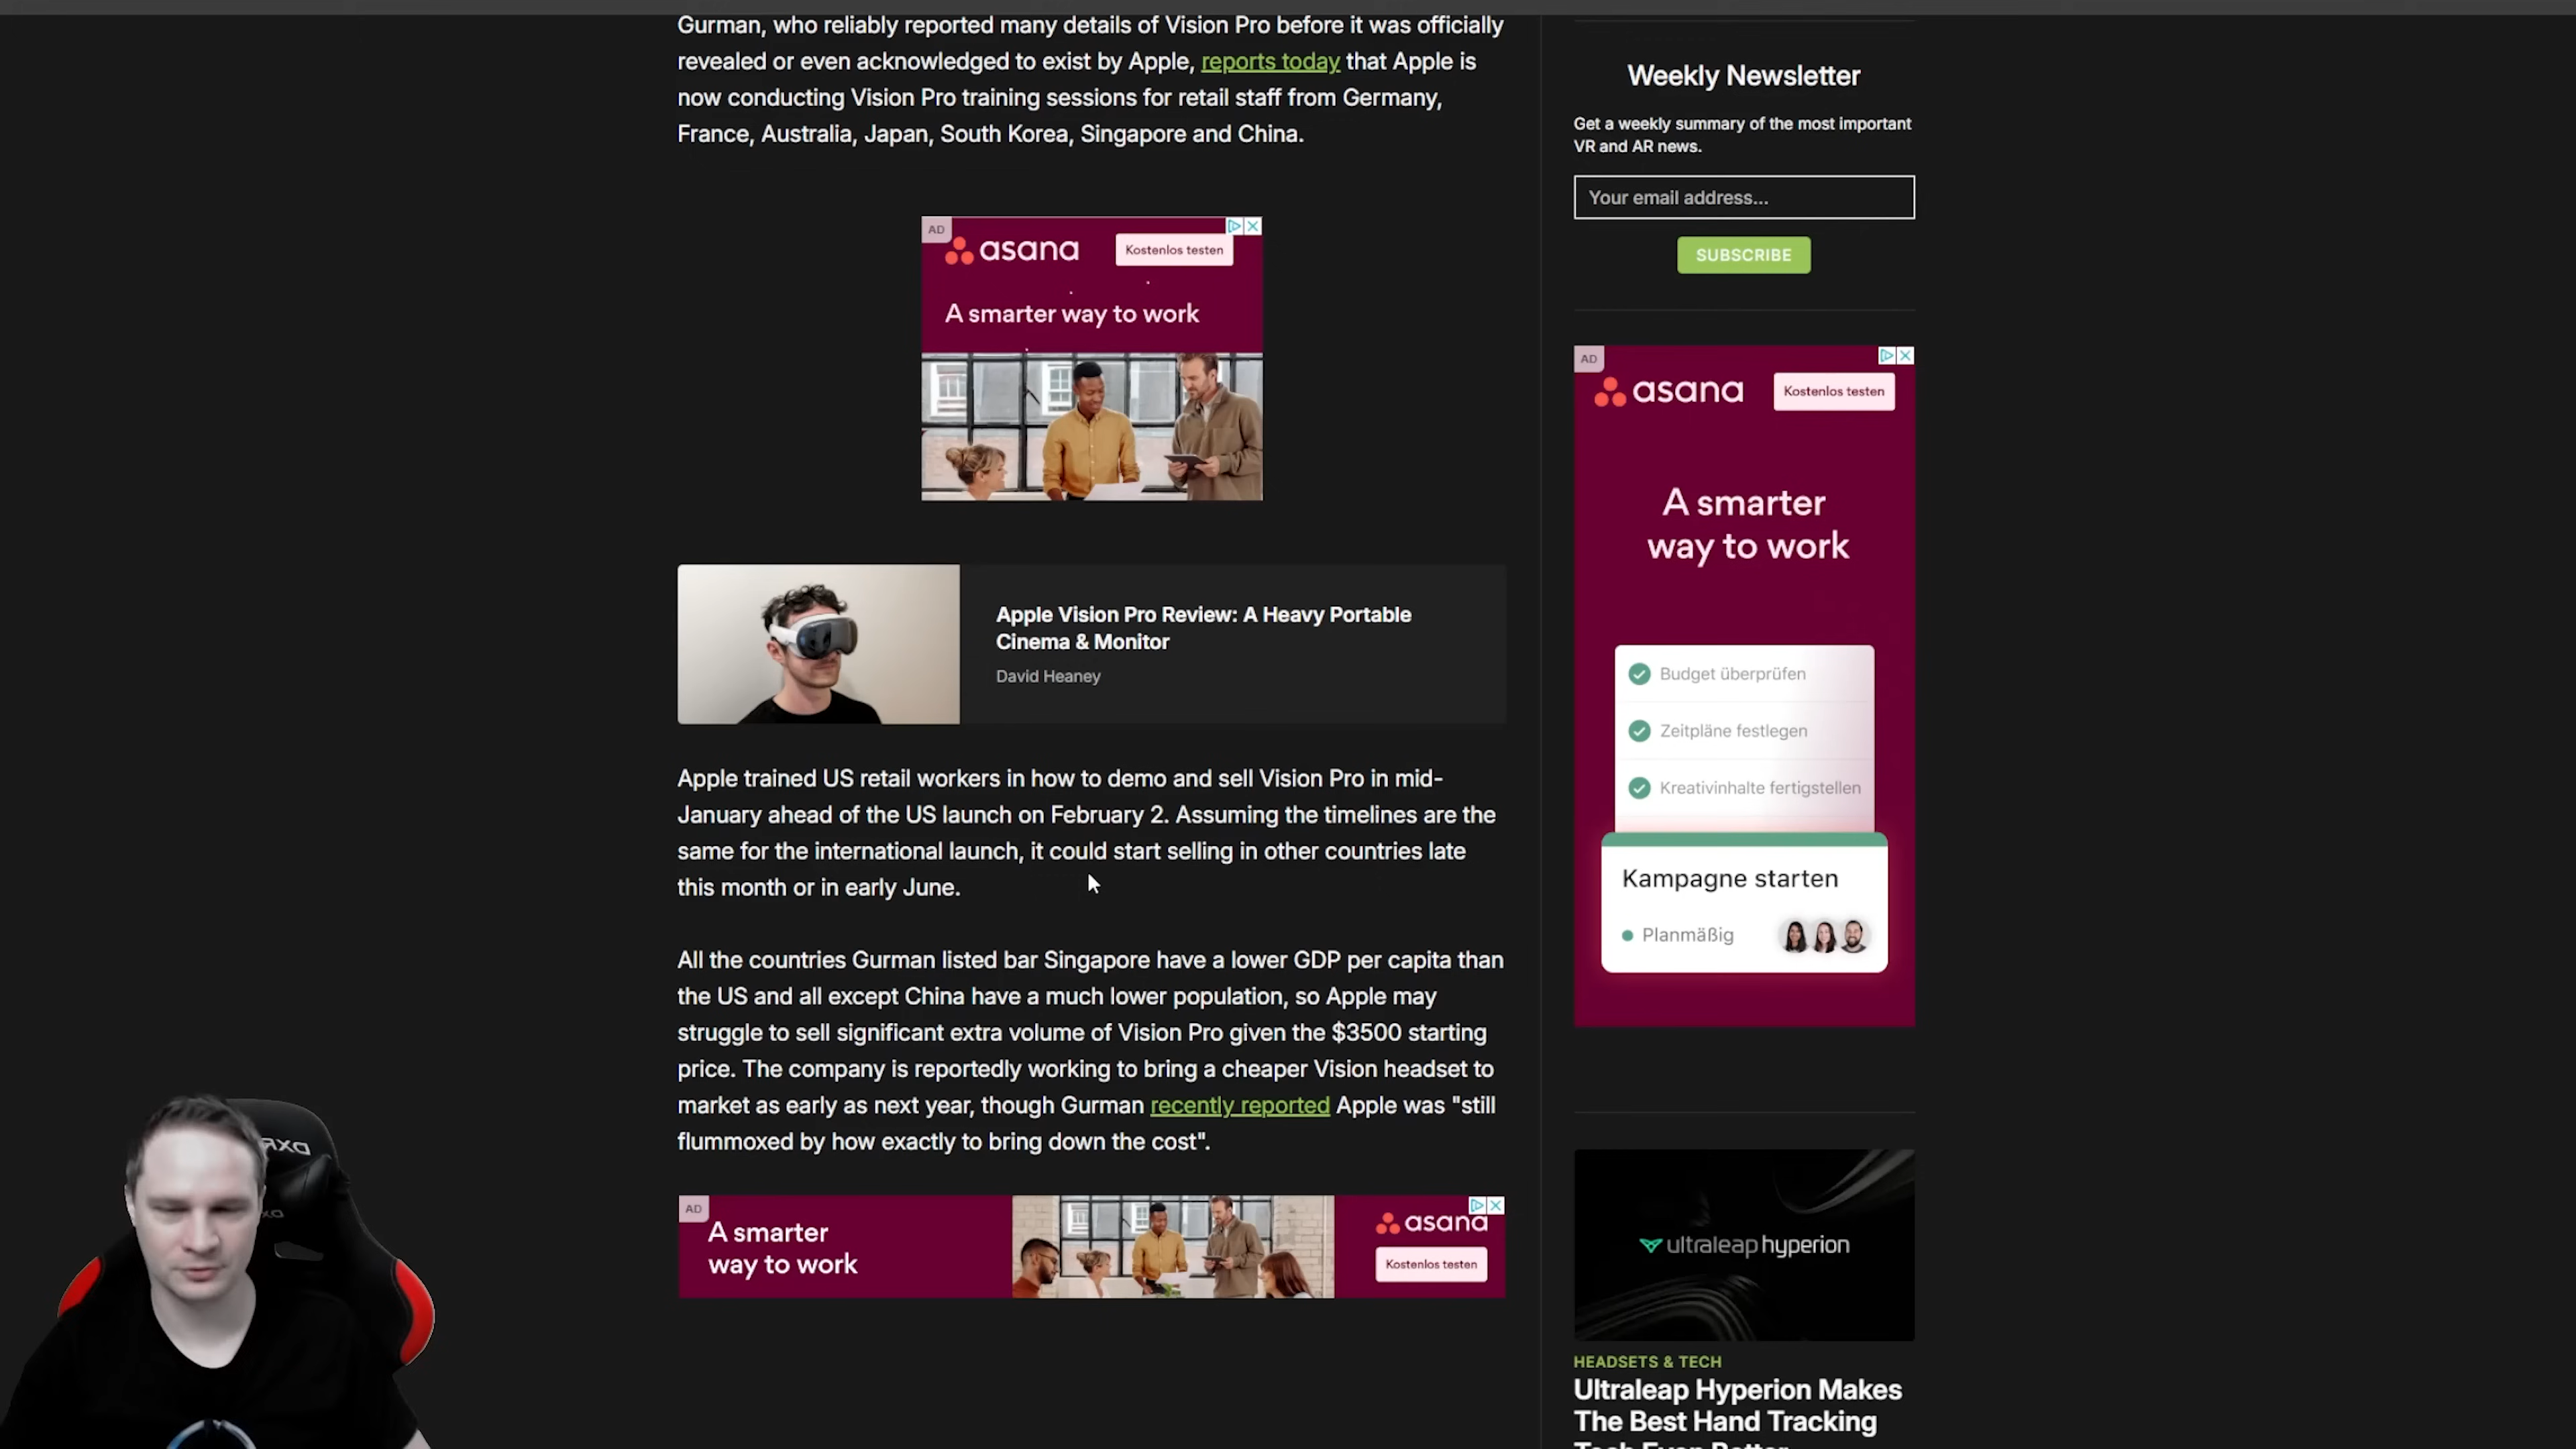 Gurman, who reliably reported many details of Vision Pro before it was officially
revealed or even acknowledged to exist by Apple, reports today that Apple is
now conducting Vision Pro training sessions for retail staff from Germany,
France, Australia, Japan, South Korea, Singapore and China.
AD
asana
Kostenlos testen
A smarter way to work
Apple Vision Pro Review: A Heavy Portable
Cinema & Monitor
David Heaney
Apple trained US retail workers in how to demo and sell Vision Pro in mid-
January ahead of the US launch on February 2. Assuming the timelines are the
same for the international launch, it could start selling in other countries late
this month or in early June.
All the countries Gurman listed bar Singapore have a lower GDP per capita than
the US and all except China have a much lower population, so Apple may
struggle to sell significant extra volume of Vision Pro given the $3500 starting
price. The company is reportedly working to bring a cheaper Vision headset to
market as early as next year, though Gurman recently reported Apple was "still
flummoxed by how exactly to bring down the cost".
AD
A smarter
way to work
asana
Kostenlos testen
Weekly Newsletter
Get a weekly summary of the most important
VR and AR news.
Your email address...
SUBSCRIBE
AD
asana
Kostenlos testen
A smarter
way to work
Budget überprüfen
Zeitpläne festlegen
Kreativinhalte fertigstellen
Kampagne starten
Planmäßig
ultraleap hyperion
HEADSETS & TECH
Ultraleap Hyperion Makes
The Best Hand Tracking
Tech Even Better